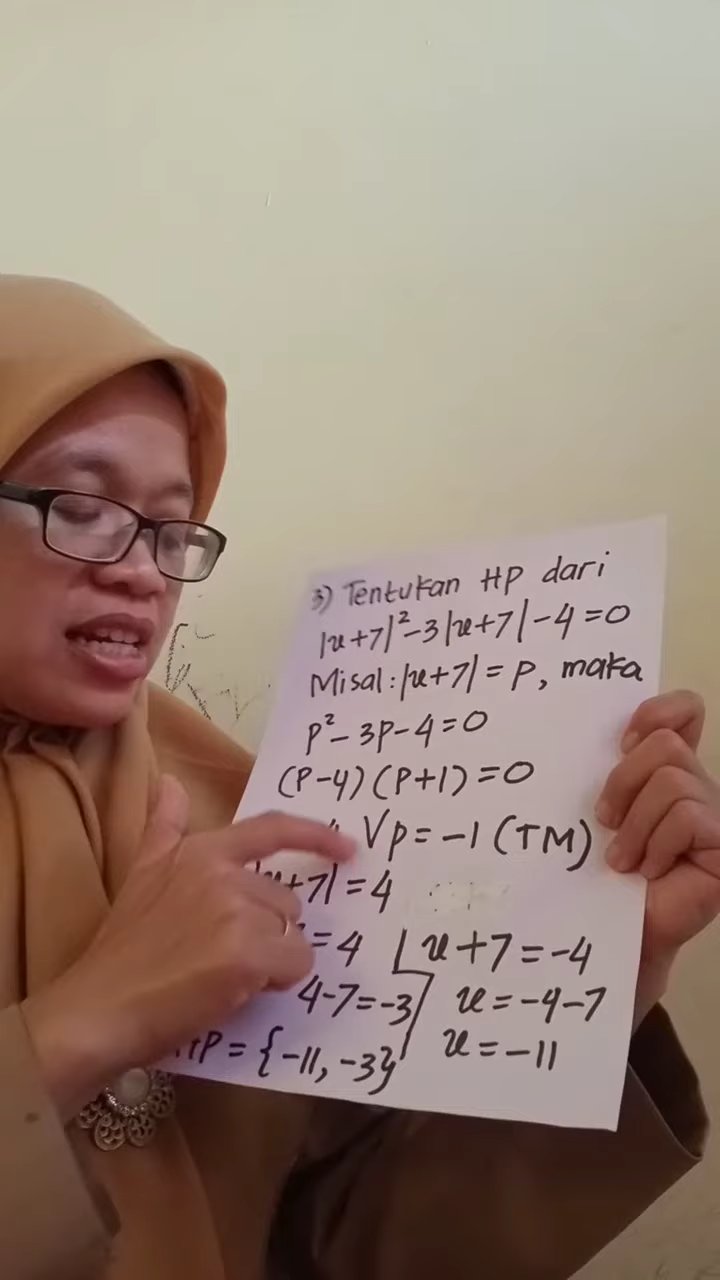 3) Tentukan HP dari
|x+7|²-3|x+7|-4=0
Misal: |x+7| = P, maka
P²-3P-4=0
(P-4)(P+1)=0
V P = -1 (TM)
+7|=4
=4
4-7=-3
HP = {-11, -3}
x+7=-4
x=-4-7
x=-11